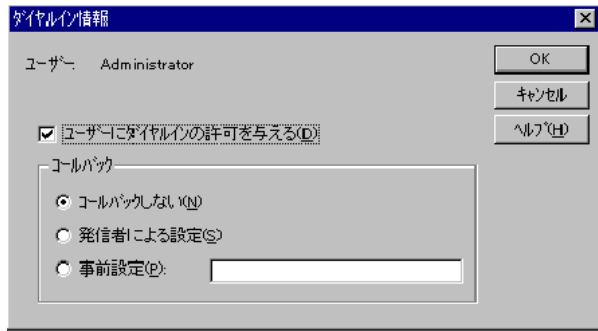 ダイヤルイン情報
ユーザー: Administrator
OK
キャンセル
ヘルプ(H)
ユーザーにダイヤルインの許可を与える(D)
コールバック
コールバックしない(N)
発信者による設定(S)
事前設定(P):